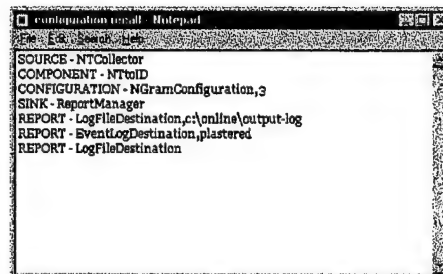 configuration recall - Notepad
File Edit Search Help
SOURCE - NTCollector
COMPONENT - NTtoID
CONFIGURATION - NGramConfiguration,3
SINK - ReportManager
REPORT - LogFileDestination,c:\online\output-log
REPORT - EventLogDestination,plastered
REPORT - LogFileDestination